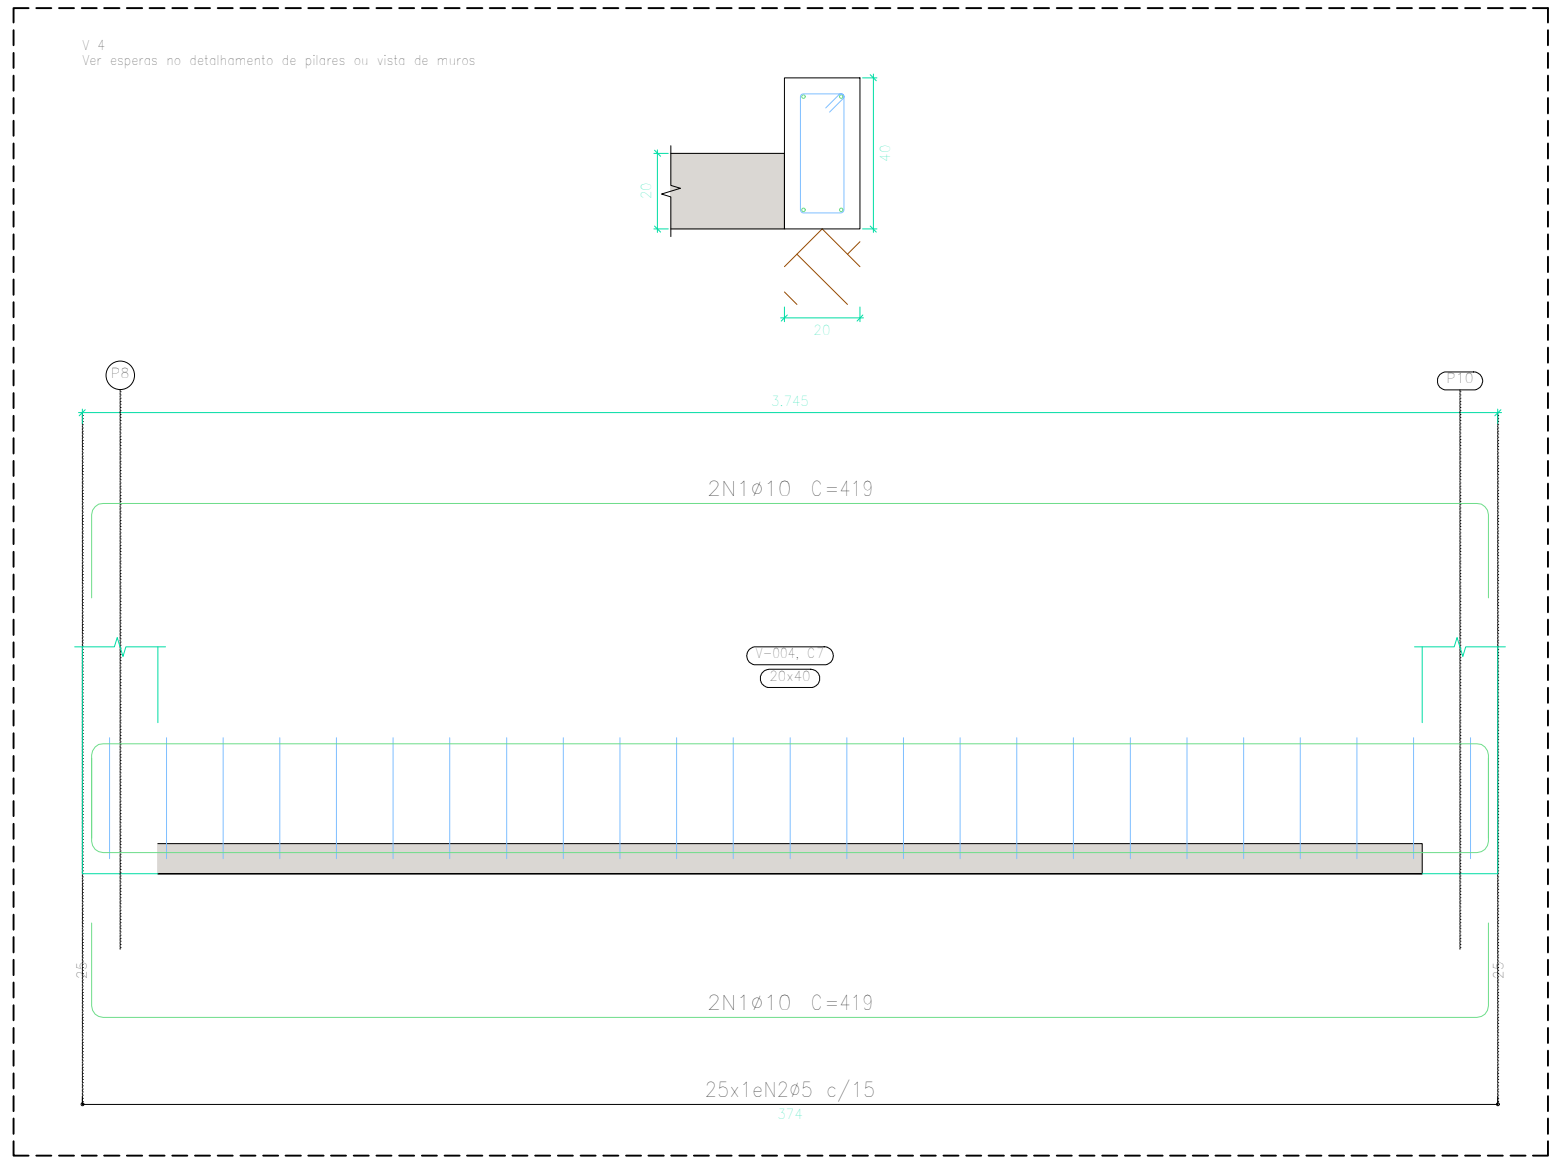 V 4
Ver esperas no detalhamento de pilares ou vista de muros
40
20
20
P8
P10
3.745
2N1ø10 C=419
V-004, C7
20x40
25
25
2N1ø10 C=419
25x1eN2ø5 c/15
374